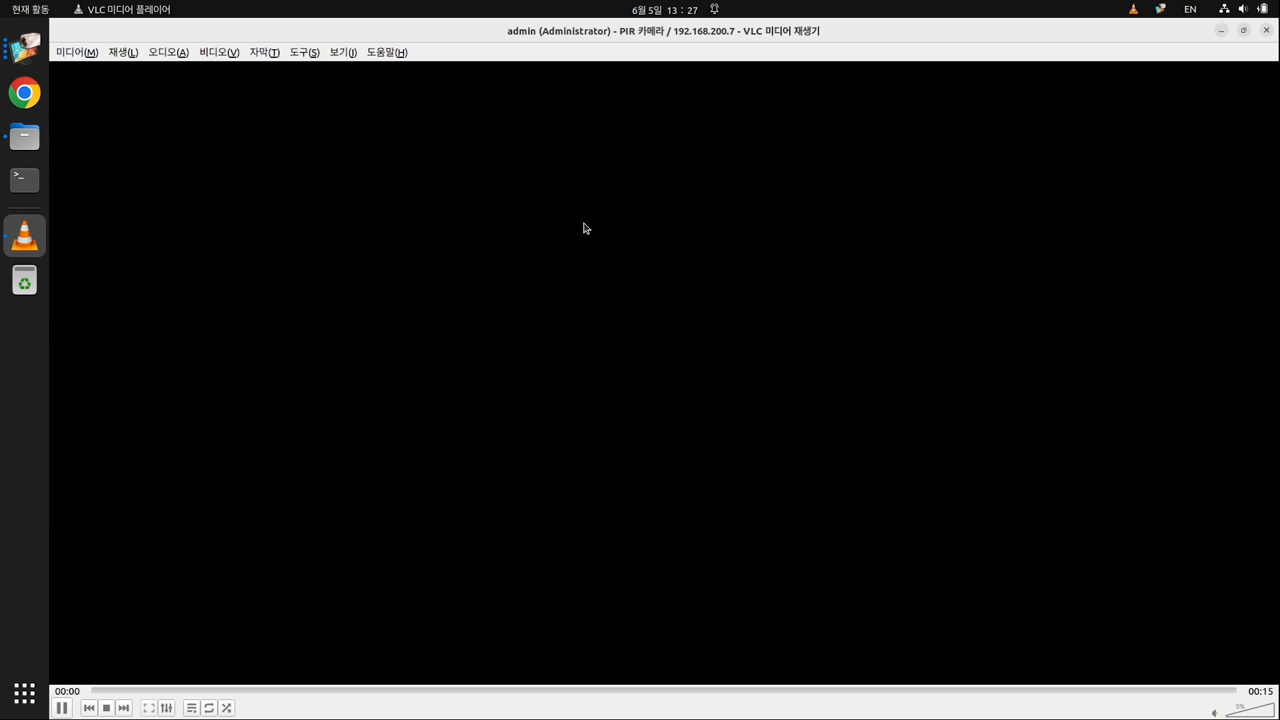 현재 활동 VLC 미디어 플레이어 6월 5일 13 : 27 EN
admin (Administrator) - PIR 카메라 / 192.168.200.7 - VLC 미디어 재생기
미디어(M) 재생(L) 오디오(A) 비디오(V) 자막(T) 도구(S) 보기(I) 도움말(H)
>_
00:00 00:15
0%